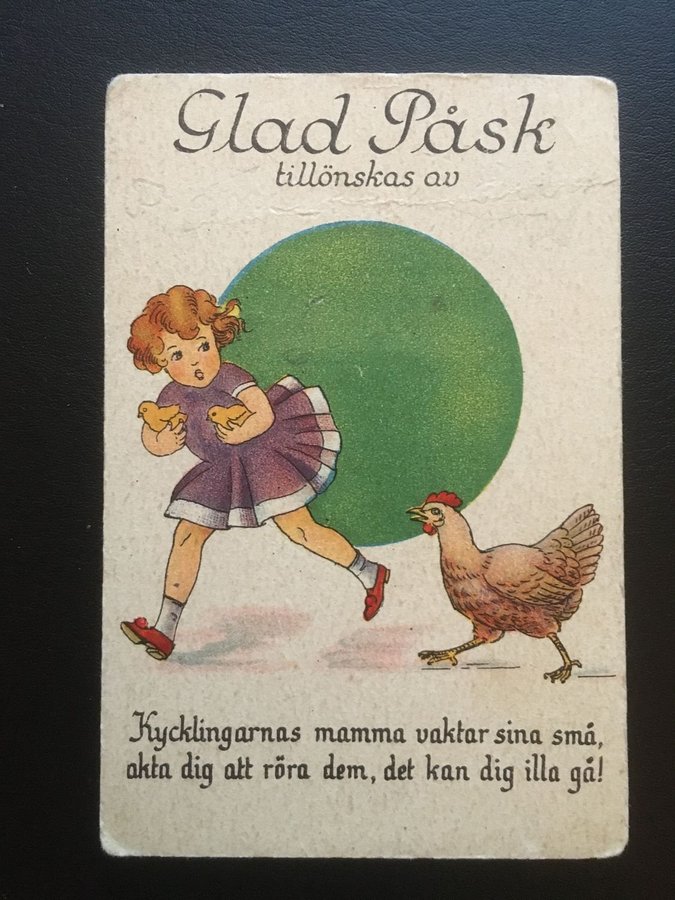 Glad Påsk
tillönskas av
Kycklingarnas mamma vaktar sina små,
akta dig att röra dem, det kan dig illa gå!